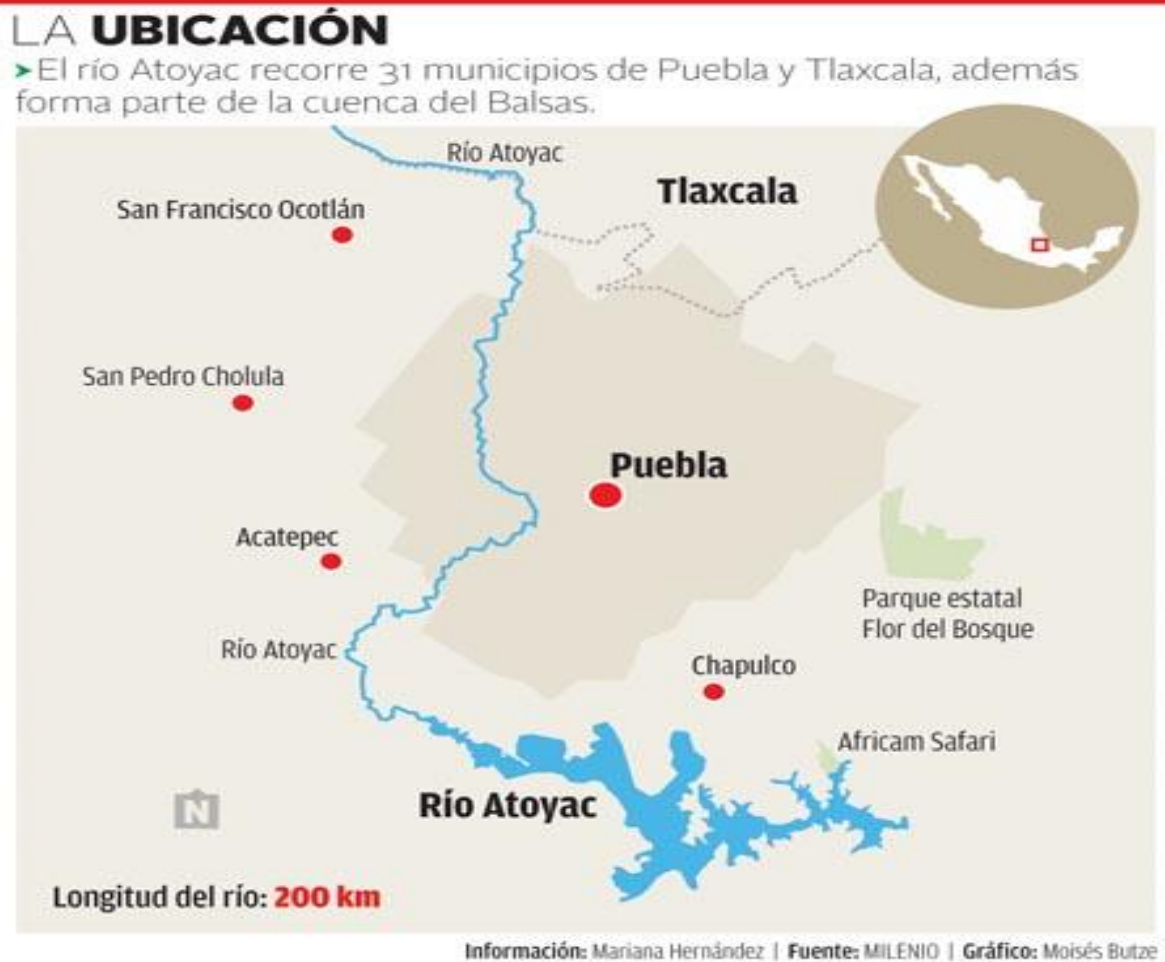 LA UBICACIÓN
➤El río Atoyac recorre 31 municipios de Puebla y Tlaxcala, además
forma parte de la cuenca del Balsas.
Río Atoyac
Tlaxcala
San Francisco Ocotlán
San Pedro Cholula
Puebla
Acatepec
Parque estatal
Flor del Bosque
Río Atoyac
Chapulco
Africam Safari
Río Atoyac
N
Longitud del río: 200 km
Información: Mariana Hernández | Fuente: MILENIO | Gráfico: Moisés Butze